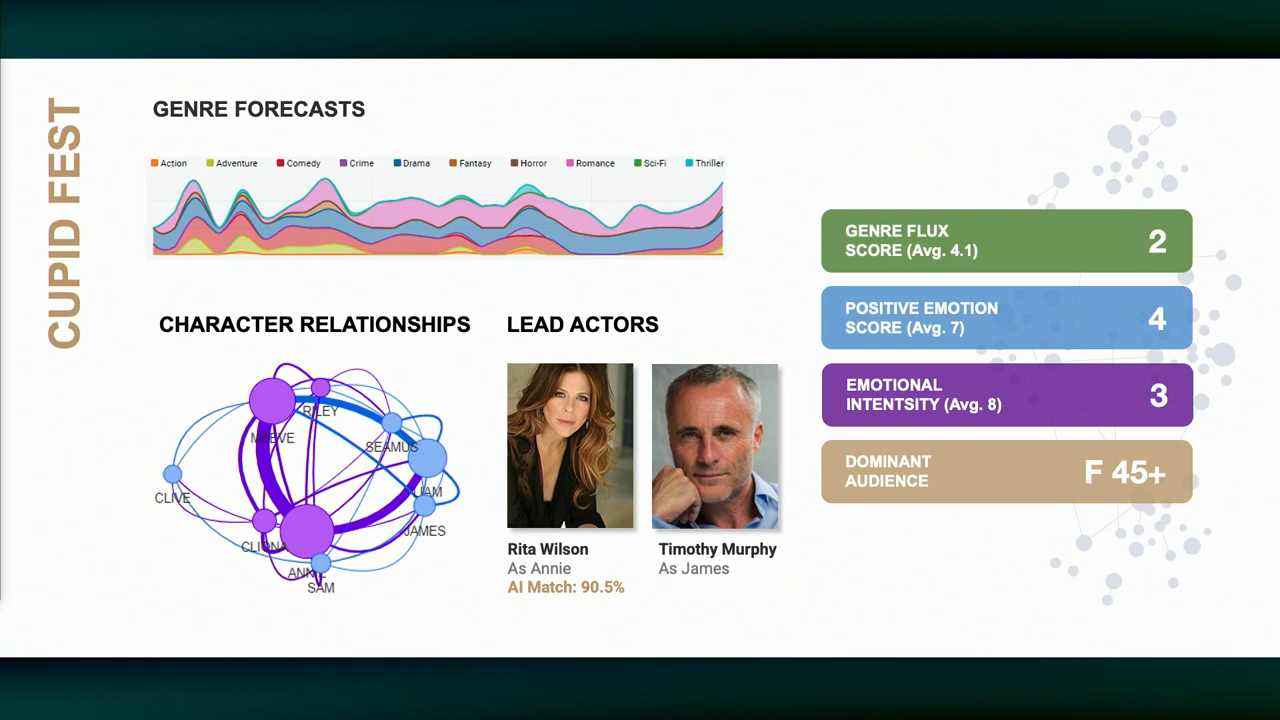 CUPID FEST
GENRE FORECASTS
Action Adventure Comedy Crime Drama Fantasy Horror Romance Sci-Fi Thriller
CHARACTER RELATIONSHIPS
RILEY
MAEVE
SEAMUS
LIAM
CLIVE
JAMES
CLIONA
ANNIE
SAM
LEAD ACTORS
Rita Wilson
As Annie
AI Match: 90.5%
Timothy Murphy
As James
GENRE FLUX
SCORE (Avg. 4.1)
2
POSITIVE EMOTION
SCORE (Avg. 7)
4
EMOTIONAL
INTENTSITY (Avg. 8)
3
DOMINANT
AUDIENCE
F 45+